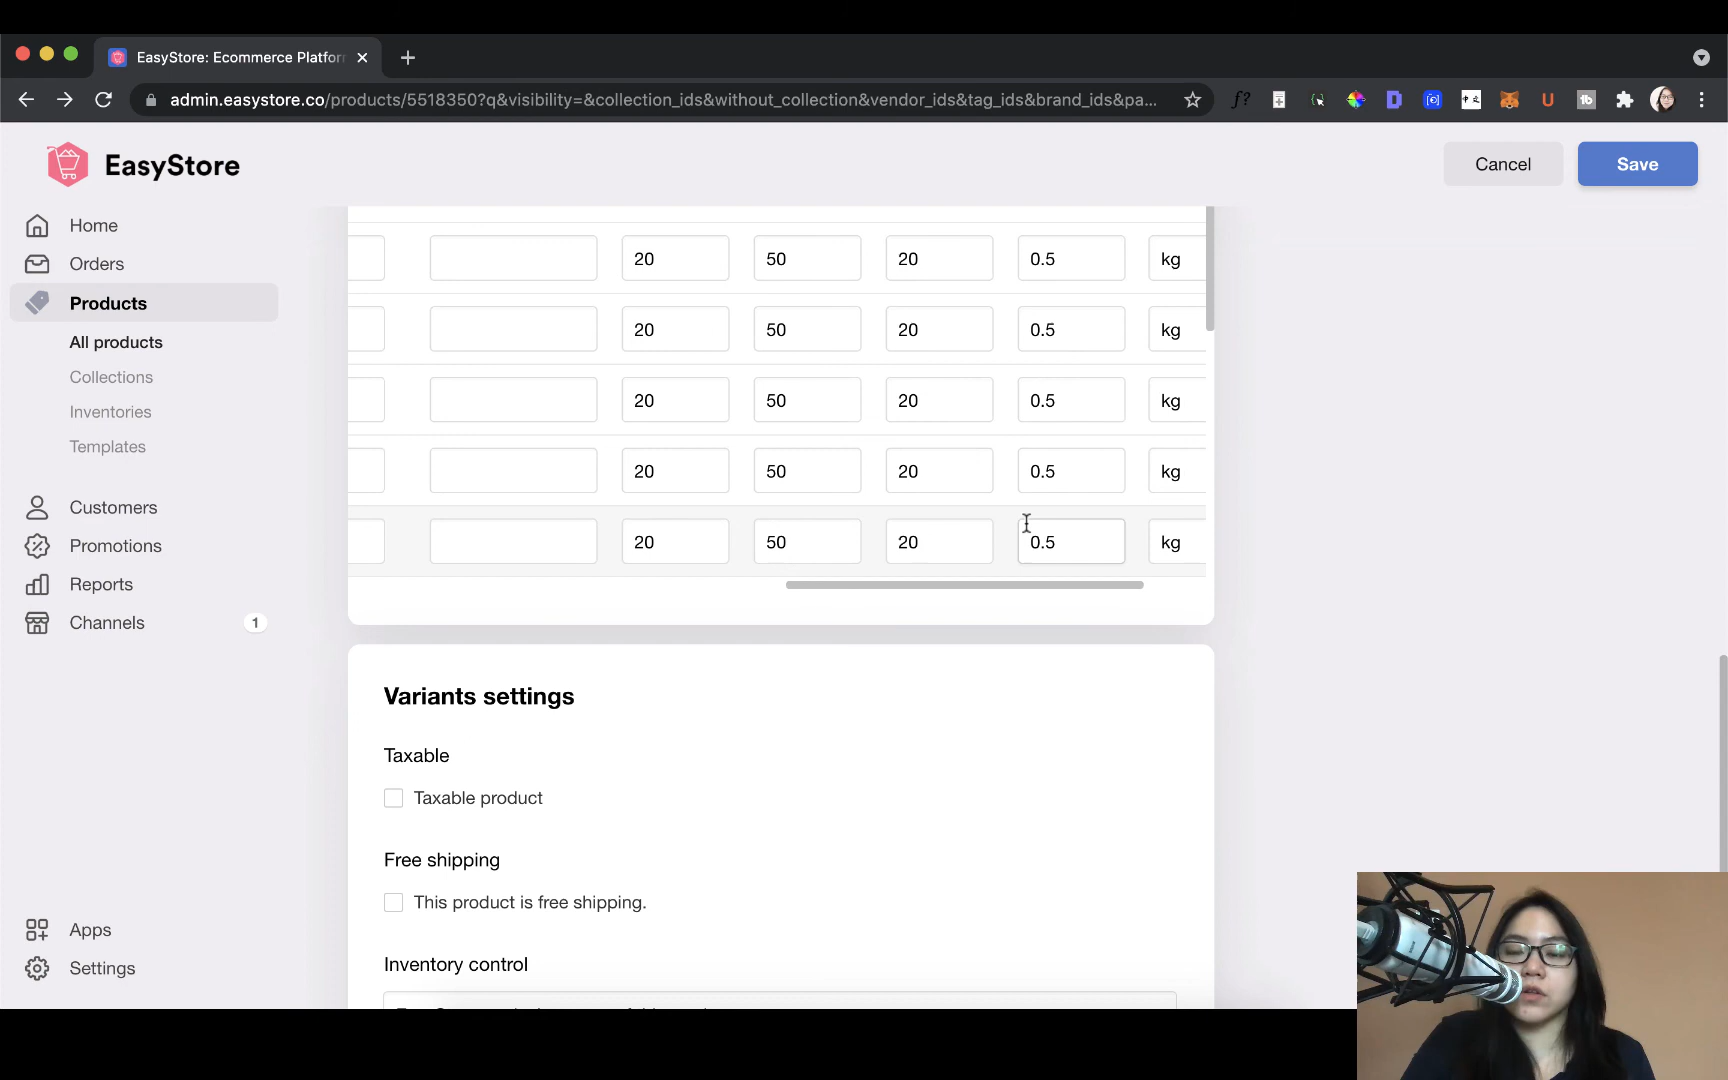 EasyStore: Ecommerce Platfor
admin.easystore.co/products/5518350?q&visibility=&collection_ids&without_collection&vendor_ids&tag_ids&brand_ids&pa...
EasyStore
Cancel
Save
Home
Orders
Products
All products
Collections
Inventories
Templates
Customers
Promotions
Reports
Channels
1
Apps
Settings
20 50 20 0.5 kg
20 50 20 0.5 kg
20 50 20 0.5 kg
20 50 20 0.5 kg
20 50 20 0.5 kg
Variants settings
Taxable
Taxable product
Free shipping
This product is free shipping.
Inventory control